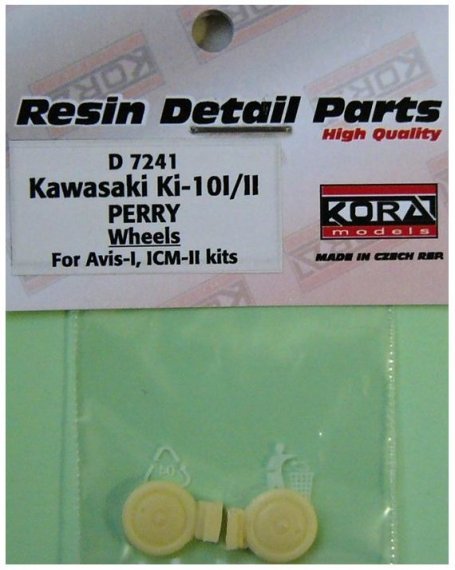 Resin Detail Parts
High Quality
D 7241
Kawasaki Ki-10I/II
PERRY
Wheels
For Avis-I, ICM-II kits
KORA
models
MADE IN CZECH REP.
04